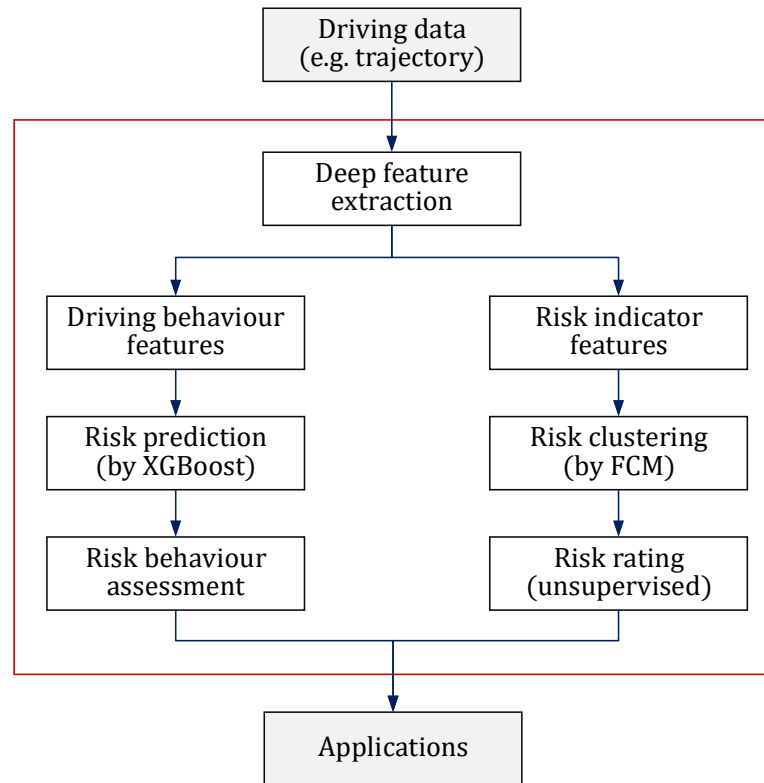 Driving data
(e.g. trajectory)
Deep feature
extraction
Driving behaviour
features
Risk indicator
features
Risk prediction
(by XGBoost)
Risk clustering
(by FCM)
Risk behaviour
assessment
Risk rating
(unsupervised)
Applications